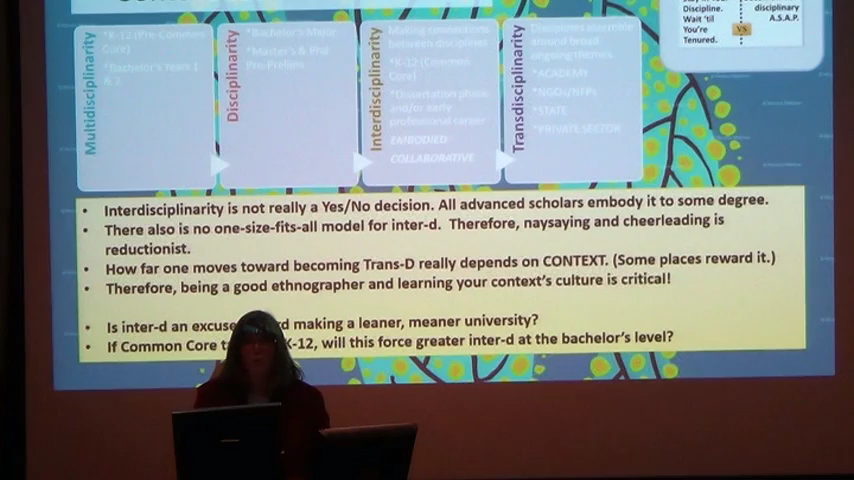 Discipline.
Wait 'til
You're
Tenured.
VS
disciplinary
A.S.A.P.
Multidisciplinarity
*K-12 (Pre-Common
Core)
*Bachelor's Years 1
& 2
Disciplinarity
*Bachelor's Major
*Master's & Phd
Pre-Prelims
Interdisciplinarity
Making connections
between disciplines
*K-12 (Common
Core)
*Dissertation phase
and/or early
professional career
EMBODIED
COLLABORATIVE
Transdisciplinarity
Disciplines
around broad
ongoing themes.
*ACADEMY
*NGOs/NFPs
*STATE
*PRIVATE SECTOR
• Interdisciplinarity is not really a Yes/No decision. All advanced scholars embody it to some degree.
• There also is no one-size-fits-all model for inter-d. Therefore, naysaying and cheerleading is
reductionist.
• How far one moves toward becoming Trans-D really depends on CONTEXT. (Some places reward it.)
• Therefore, being a good ethnographer and learning your context's culture is critical!
• Is inter-d an making a leaner, meaner university?
• If Common Core K-12, will this force greater inter-d at the bachelor's level?